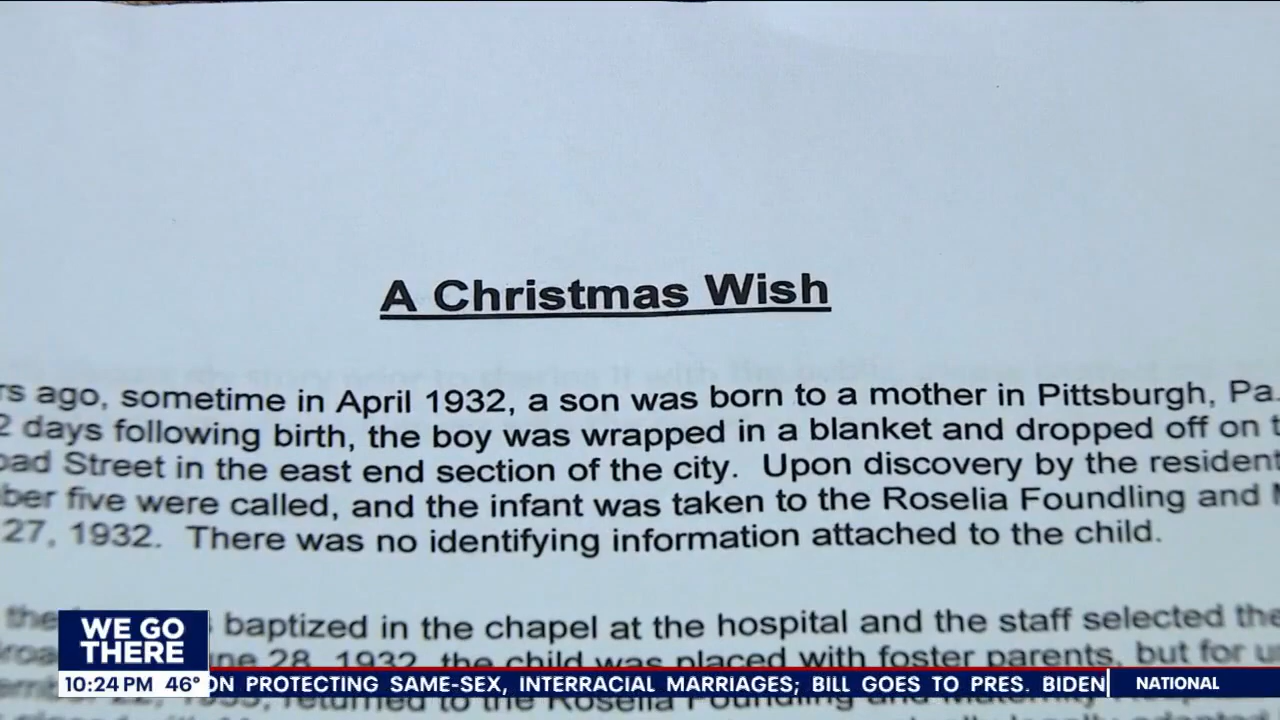 A Christmas Wish
rs ago, sometime in April 1932, a son was born to a mother in Pittsburgh, Pa.
2 days following birth, the boy was wrapped in a blanket and dropped off on t
oad Street in the east end section of the city. Upon discovery by the resident
ber five were called, and the infant was taken to the Roselia Foundling and M
27, 1932. There was no identifying information attached to the child.
the baptized in the chapel at the hospital and the staff selected the
une 28, 1932, the child was placed with foster parents, but for u
returned to the Roselia Foundling and Maternity
WE GO
THERE
10:24 PM 46° ON PROTECTING SAME-SEX, INTERRACIAL MARRIAGES; BILL GOES TO PRES. BIDEN NATIONAL